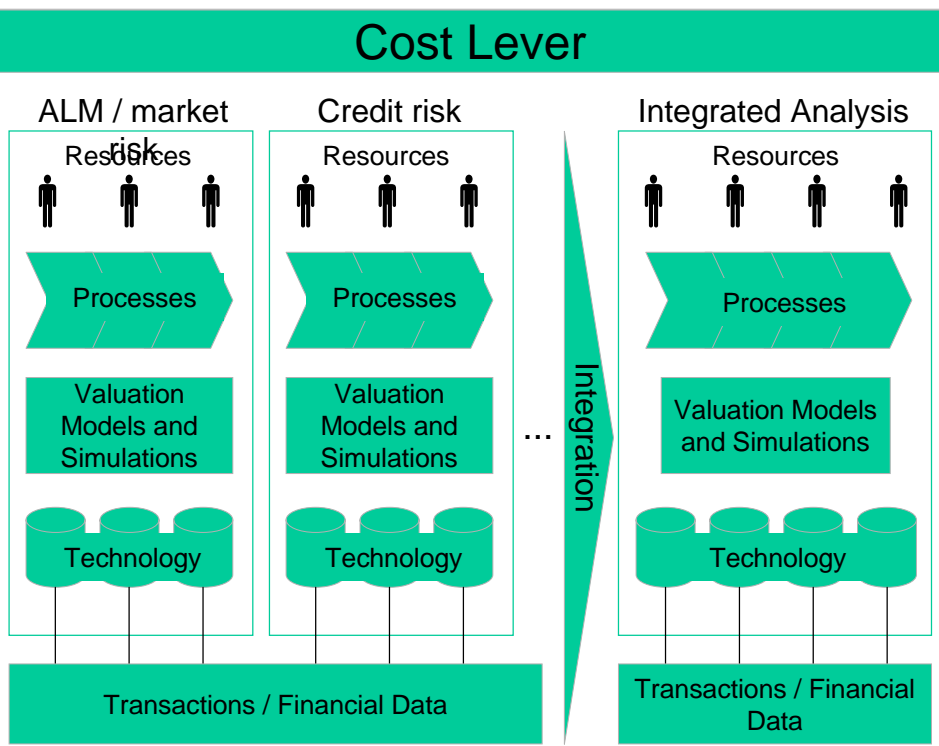 Cost Lever
ALM / market
risk
Resources
Processes
Valuation
Models and
Simulations
Technology
Credit risk
Resources
Processes
Valuation
Models and
Simulations
Technology
...
Transactions / Financial Data
Integration
Integrated Analysis
Resources
Processes
Valuation Models
and Simulations
Technology
Transactions / Financial
Data